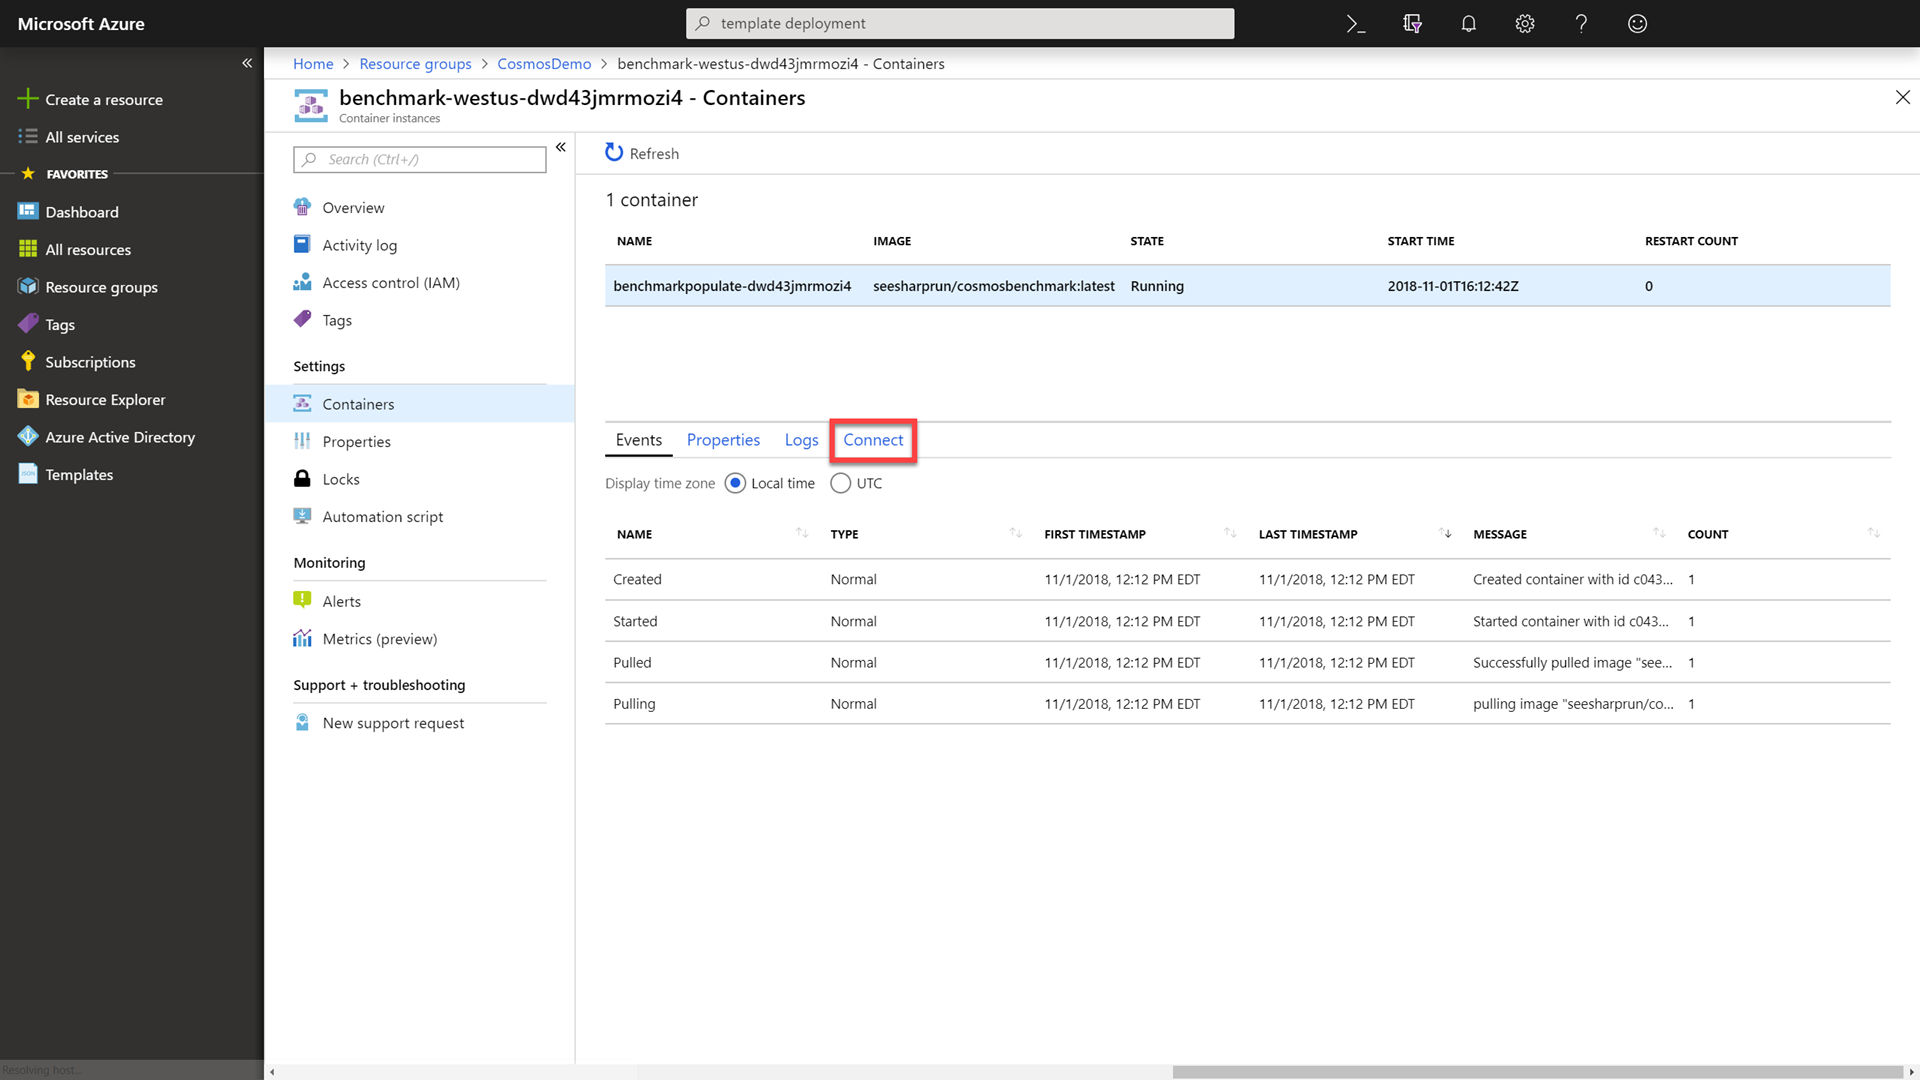 Microsoft Azure
template deployment
Create a resource
All services
FAVORITES
Dashboard
All resources
Resource groups
Tags
Subscriptions
Resource Explorer
Azure Active Directory
Templates
Resolving host...
Home > Resource groups > CosmosDemo > benchmark-westus-dwd43jmrmozi4 - Containers
benchmark-westus-dwd43jmrmozi4 - Containers
Container instances
Search (Ctrl+/)
Overview
Activity log
Access control (IAM)
Tags
Settings
Containers
Properties
Locks
Automation script
Monitoring
Alerts
Metrics (preview)
Support + troubleshooting
New support request
Refresh
1 container
NAME IMAGE STATE START TIME RESTART COUNT
benchmarkpopulate-dwd43jmrmozi4 seesharprun/cosmosbenchmark:latest Running 2018-11-01T16:12:42Z 0
Events Properties Logs Connect
Display time zone Local time UTC
NAME TYPE FIRST TIMESTAMP LAST TIMESTAMP MESSAGE COUNT
Created Normal 11/1/2018, 12:12 PM EDT 11/1/2018, 12:12 PM EDT Created container with id c043... 1
Started Normal 11/1/2018, 12:12 PM EDT 11/1/2018, 12:12 PM EDT Started container with id c043... 1
Pulled Normal 11/1/2018, 12:12 PM EDT 11/1/2018, 12:12 PM EDT Successfully pulled image "see... 1
Pulling Normal 11/1/2018, 12:12 PM EDT 11/1/2018, 12:12 PM EDT pulling image "seesharprun/co... 1